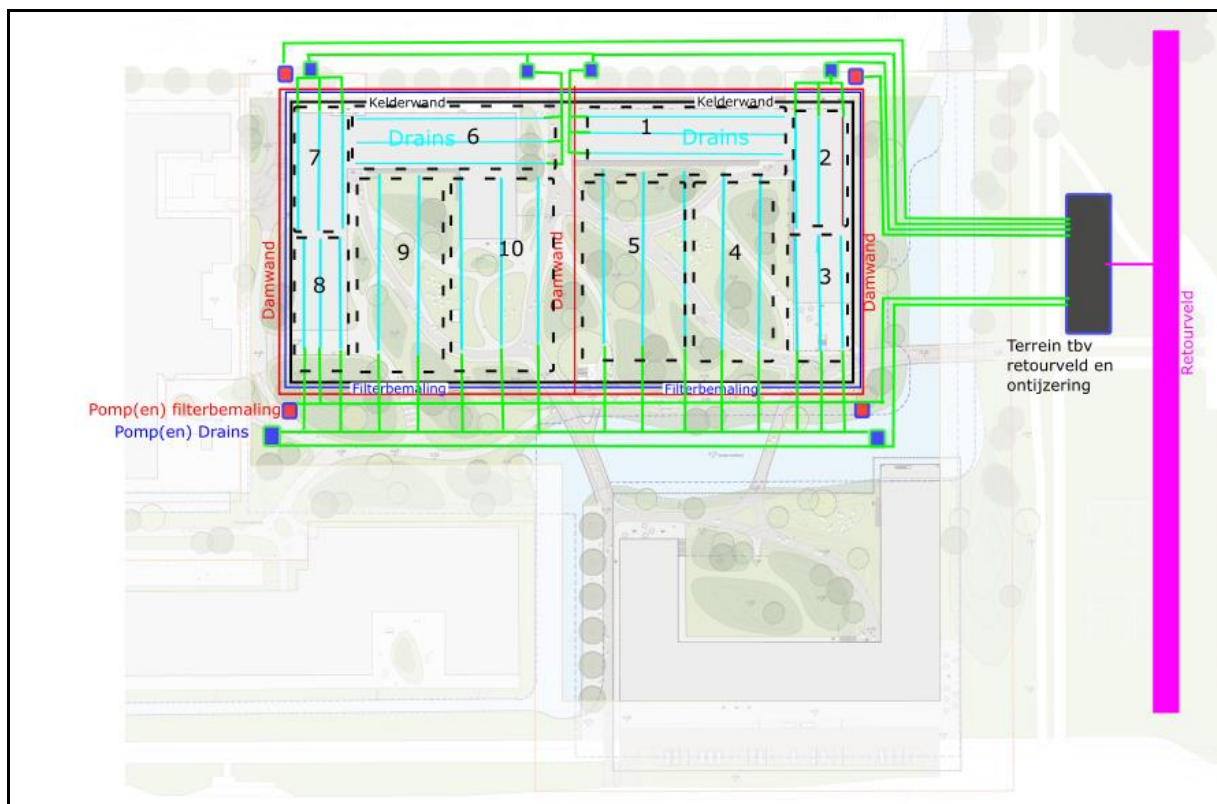 Kelderwand
Kelderwand
Drains
6
1
Drains
7
2
9
10
5
4
8
3
Damwand
Damwand
Damwand
Filterbemaling
Filterbemaling
Pomp(en) filterbemaling
Pomp(en) Drains
Terrein tbv
retourveld en
ontijzering
Retourveld